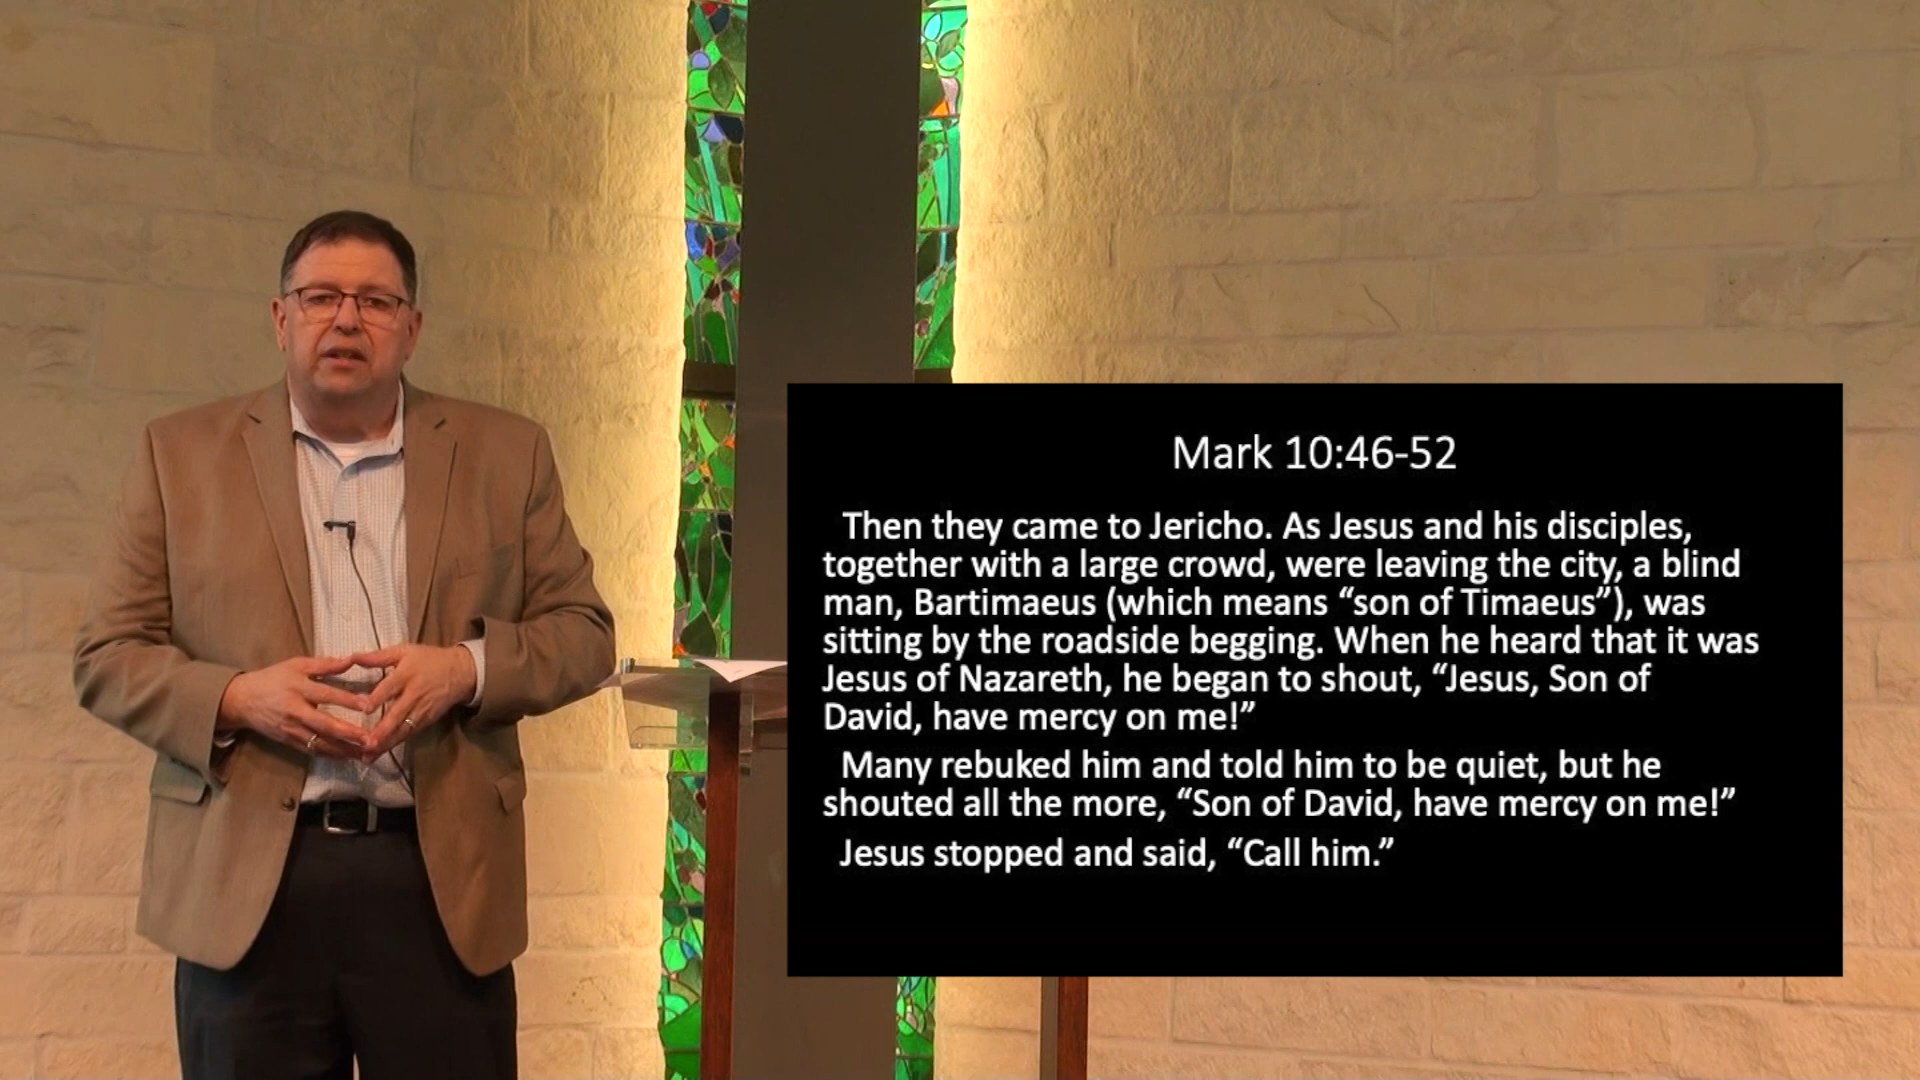 Mark 10:46-52
Then they came to Jericho. As Jesus and his disciples,
together with a large crowd, were leaving the city, a blind
man, Bartimaeus (which means “son of Timaeus”), was
sitting by the roadside begging. When he heard that it was
Jesus of Nazareth, he began to shout, “Jesus, Son of
David, have mercy on me!”
Many rebuked him and told him to be quiet, but he
shouted all the more, “Son of David, have mercy on me!”
Jesus stopped and said, “Call him.”